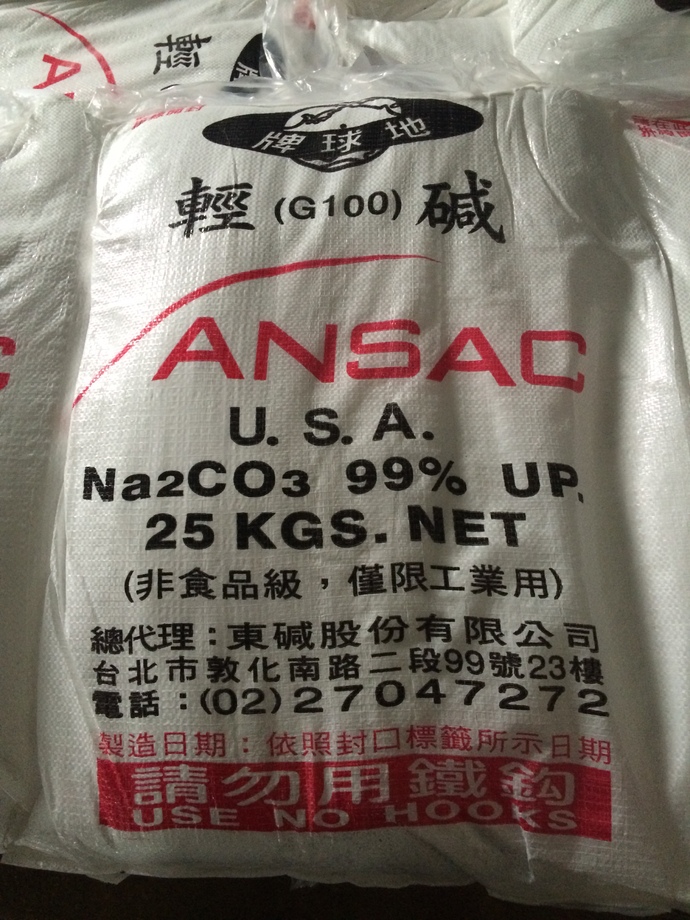 牌球地
輕 (G100) 碱
ANSAC
U. S. A.
Na2CO3 99% UP.
25 KGS. NET
(非食品級，僅限工業用)
總代理：東碱股份有限公司
台北市敦化南路二段99號23樓
電話：(02)27047272
製造日期：依照封口標籤所示日期
請勿用鐵鈎
USE NO HOOKS
輕
A
C